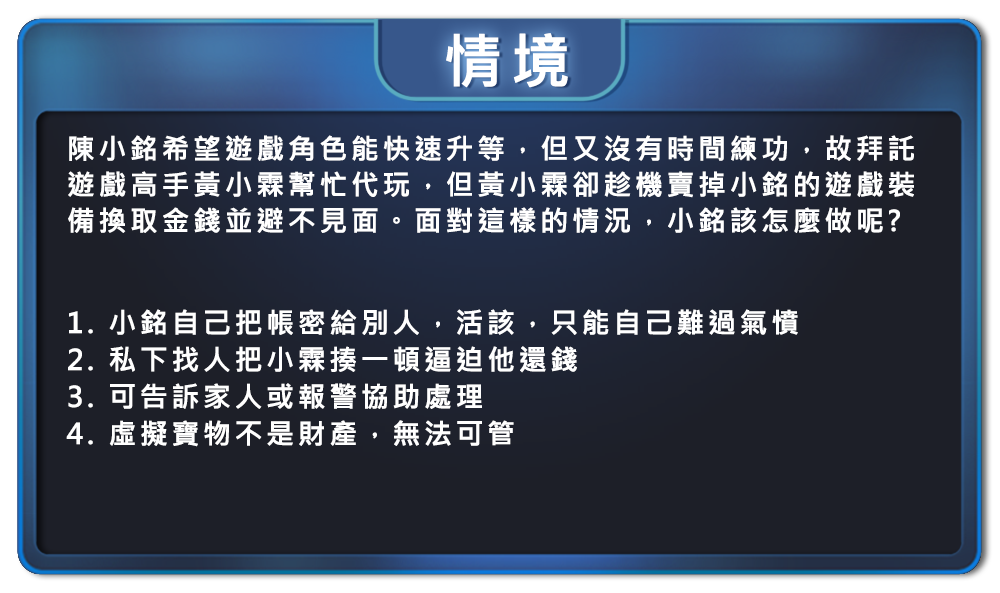 情境
陳小銘希望遊戲角色能快速升等，但又沒有時間練功，故拜託
遊戲高手黃小霖幫忙代玩，但黃小霖卻趁機賣掉小銘的遊戲裝
備換取金錢並避不見面。面對這樣的情況，小銘該怎麼做呢?
1. 小銘自己把帳密給別人，活該，只能自己難過氣憤
2. 私下找人把小霖揍一頓逼迫他還錢
3. 可告訴家人或報警協助處理
4. 虛擬寶物不是財產，無法可管